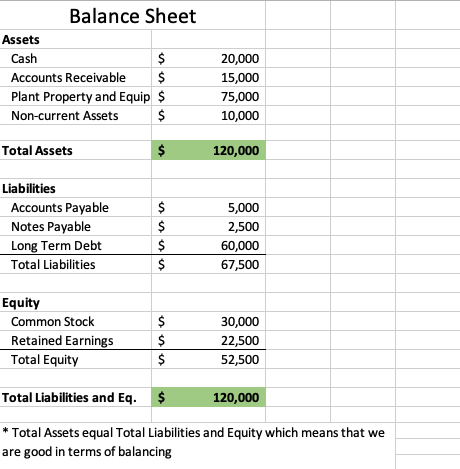 Balance Sheet
Assets
Cash $ 20,000
Accounts Receivable $ 15,000
Plant Property and Equip $ 75,000
Non-current Assets $ 10,000
Total Assets $ 120,000
Liabilities
Accounts Payable $ 5,000
Notes Payable $ 2,500
Long Term Debt $ 60,000
Total Liabilities $ 67,500
Equity
Common Stock $ 30,000
Retained Earnings $ 22,500
Total Equity $ 52,500
Total Liabilities and Eq. $ 120,000
* Total Assets equal Total Liabilities and Equity which means that we
are good in terms of balancing